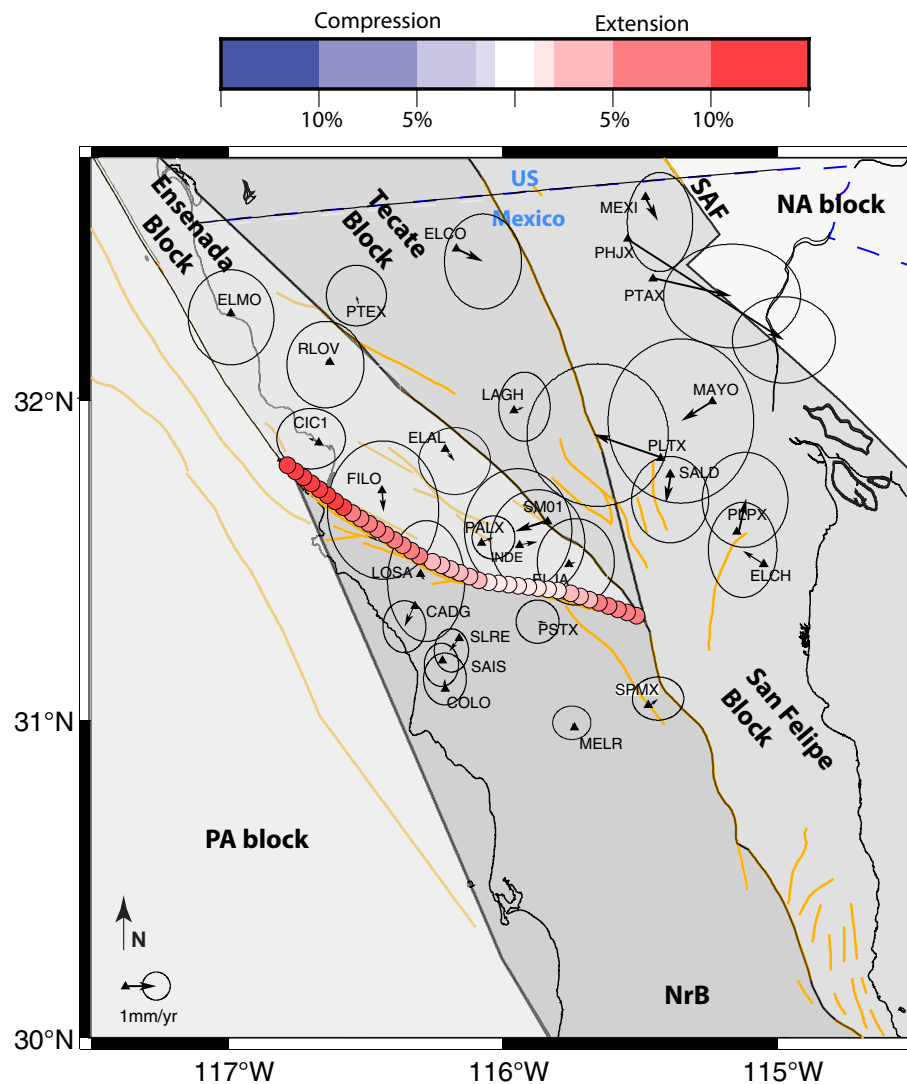 Compression Extension
10% 5% 5% 10%
US
Mexico
SAF
NA block
Ensenada
Block
Tecate
Block
MEXI
ELCO
PHJX
PTAX
ELMO
PTEX
RLOV
32°N
LAGH
MAYO
CIC1
ELAL
PLTX
SALD
FILO
SM01
PALX
PLPX
INDE
ELJA
LOSA
ELCH
CADG
PSTX
SLRE
SAIS
SPMX
COLO
31°N
MELR
San Felipe
Block
PA block
N
NrB
1mm/yr
30°N
117°W 116°W 115°W